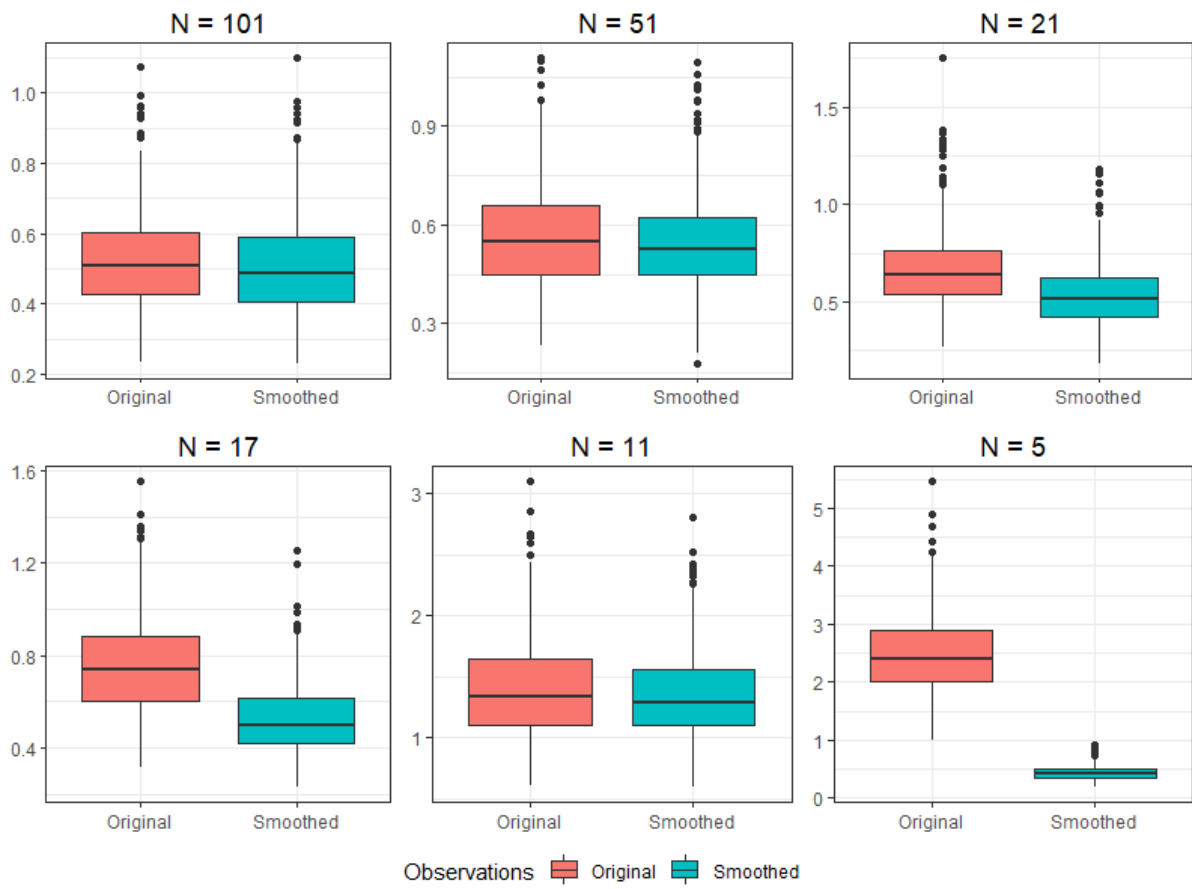 N = 101
N = 51
N = 21
1.0
0.8
0.6
0.4
0.2
0.9
0.6
0.3
1.5
1.0
0.5
Original Smoothed
Original Smoothed
Original Smoothed
N = 17
N = 11
N = 5
1.6
1.2
0.8
0.4
3
2
1
5
4
3
2
1
0
Original Smoothed
Original Smoothed
Original Smoothed
Observations Original Smoothed